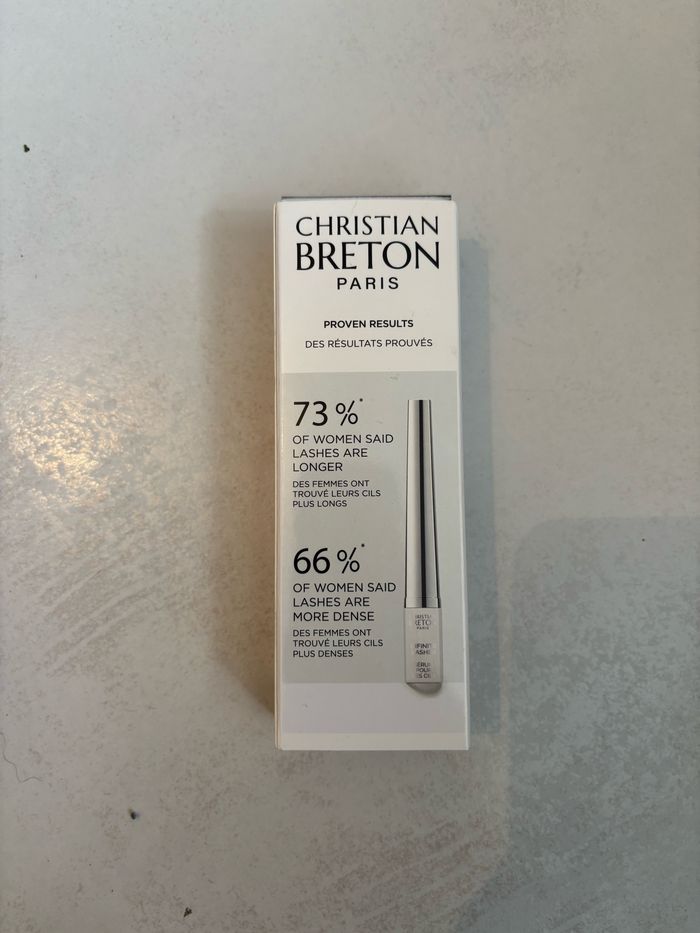 CHRISTIAN
BRETON
PARIS
PROVEN RESULTS
DES RÉSULTATS PROUVÉS
73 %*
OF WOMEN SAID
LASHES ARE
LONGER
DES FEMMES ONT
TROUVÉ LEURS CILS
PLUS LONGS
66 %*
OF WOMEN SAID
LASHES ARE
MORE DENSE
DES FEMMES ONT
TROUVÉ LEURS CILS
PLUS DENSES
PARIS
POUR